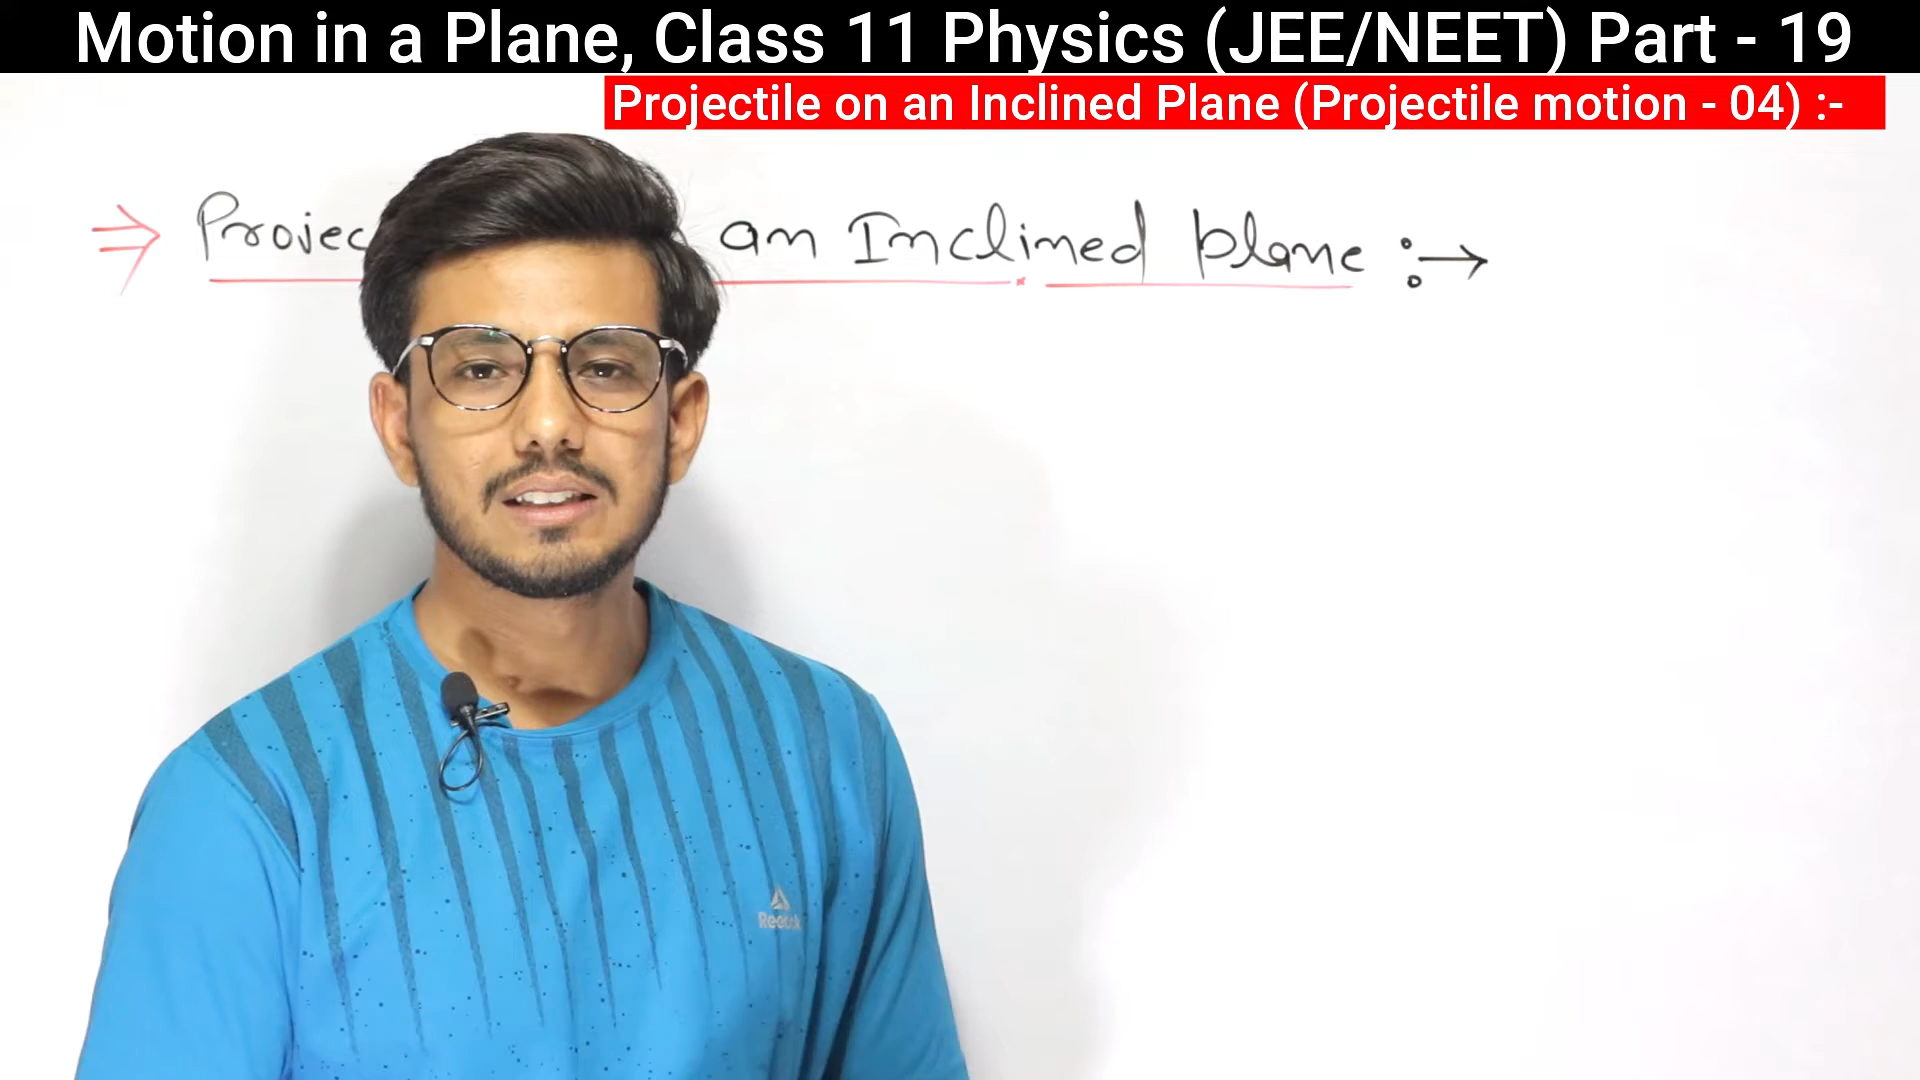 Motion in a Plane, Class 11 Physics (JEE/NEET) Part - 19
Projectile on an Inclined Plane (Projectile motion - 04) :-
⇒ Projec an Inclined plane :→
Reebok